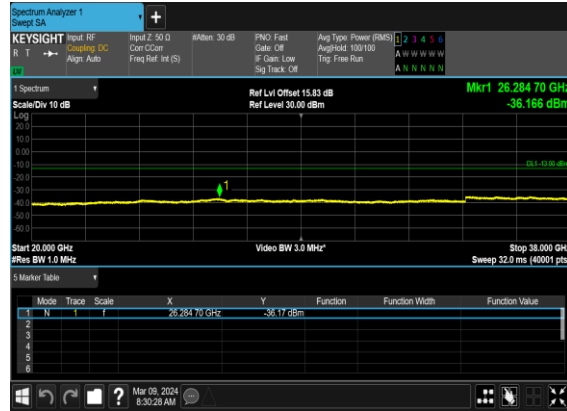 Spectrum Analyzer 1
Swept SA
+
KEYSIGHT
R T
LW
Input: RF
Coupling: DC
Align: Auto
Input Z: 50 Ω
Corr CCorr
Freq Ref: Int (S)
#Atten: 30 dB
PNO: Fast
Gate: Off
IF Gain: Low
Sig Track: Off
Avg Type: Power (RMS)
Avg|Hold: 100/100
Trig: Free Run
1 2 3 4 5 6
A W W W W W
A N N N N N
1 Spectrum
Scale/Div 10 dB
Ref Lvl Offset 15.83 dB
Ref Level 30.00 dBm
Mkr1 26.284 70 GHz
-36.166 dBm
Log
20.0
10.0
0.00
-10.0
-20.0
-30.0
-40.0
-50.0
-60.0
DL1 -13.00 dBm
1
Start 20.000 GHz
#Res BW 1.0 MHz
Video BW 3.0 MHz*
Stop 38.000 GHz
Sweep 32.0 ms (40001 pts
5 Marker Table
Mode Trace Scale X Y Function Function Width Function Value
1 N 1 f 26.284 70 GHz -36.17 dBm
2
3
4
5
6
?
Mar 09, 2024
8:30:28 AM